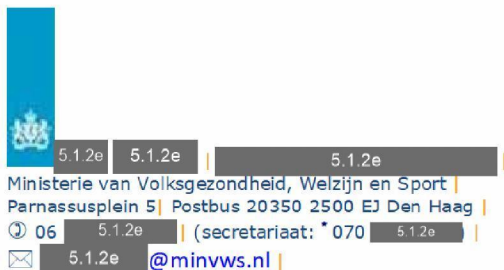 5.1.2e 5.1.2e | 5.1.2e |
Ministerie van Volksgezondheid, Welzijn en Sport |
Parnassusplein 5| Postbus 20350 2500 EJ Den Haag |
✆ 06 5.1.2e | (secretariaat: * 070 5.1.2e ) |
✉ 5.1.2e @minvws.nl |